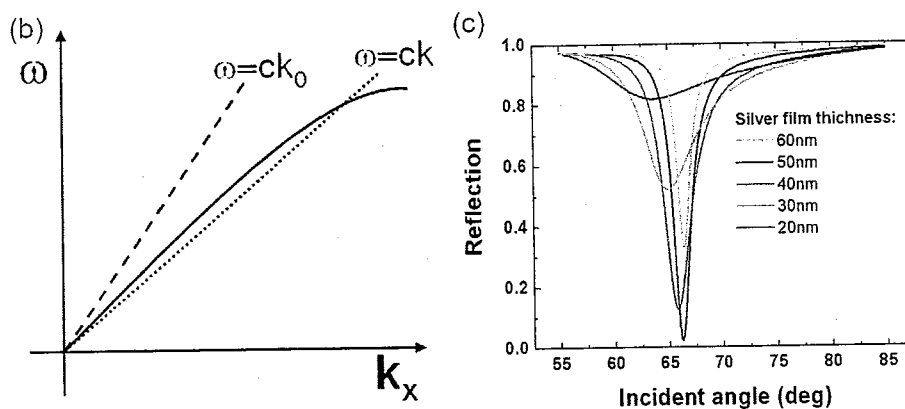 (b)
ω
ω=ck₀
ω=ck
kₓ
(c)
Reflection
1.0
0.8
0.6
0.4
0.2
0.0
Silver film thickness:
60nm
50nm
40nm
30nm
20nm
55 60 65 70 75 80 85
Incident angle (deg)